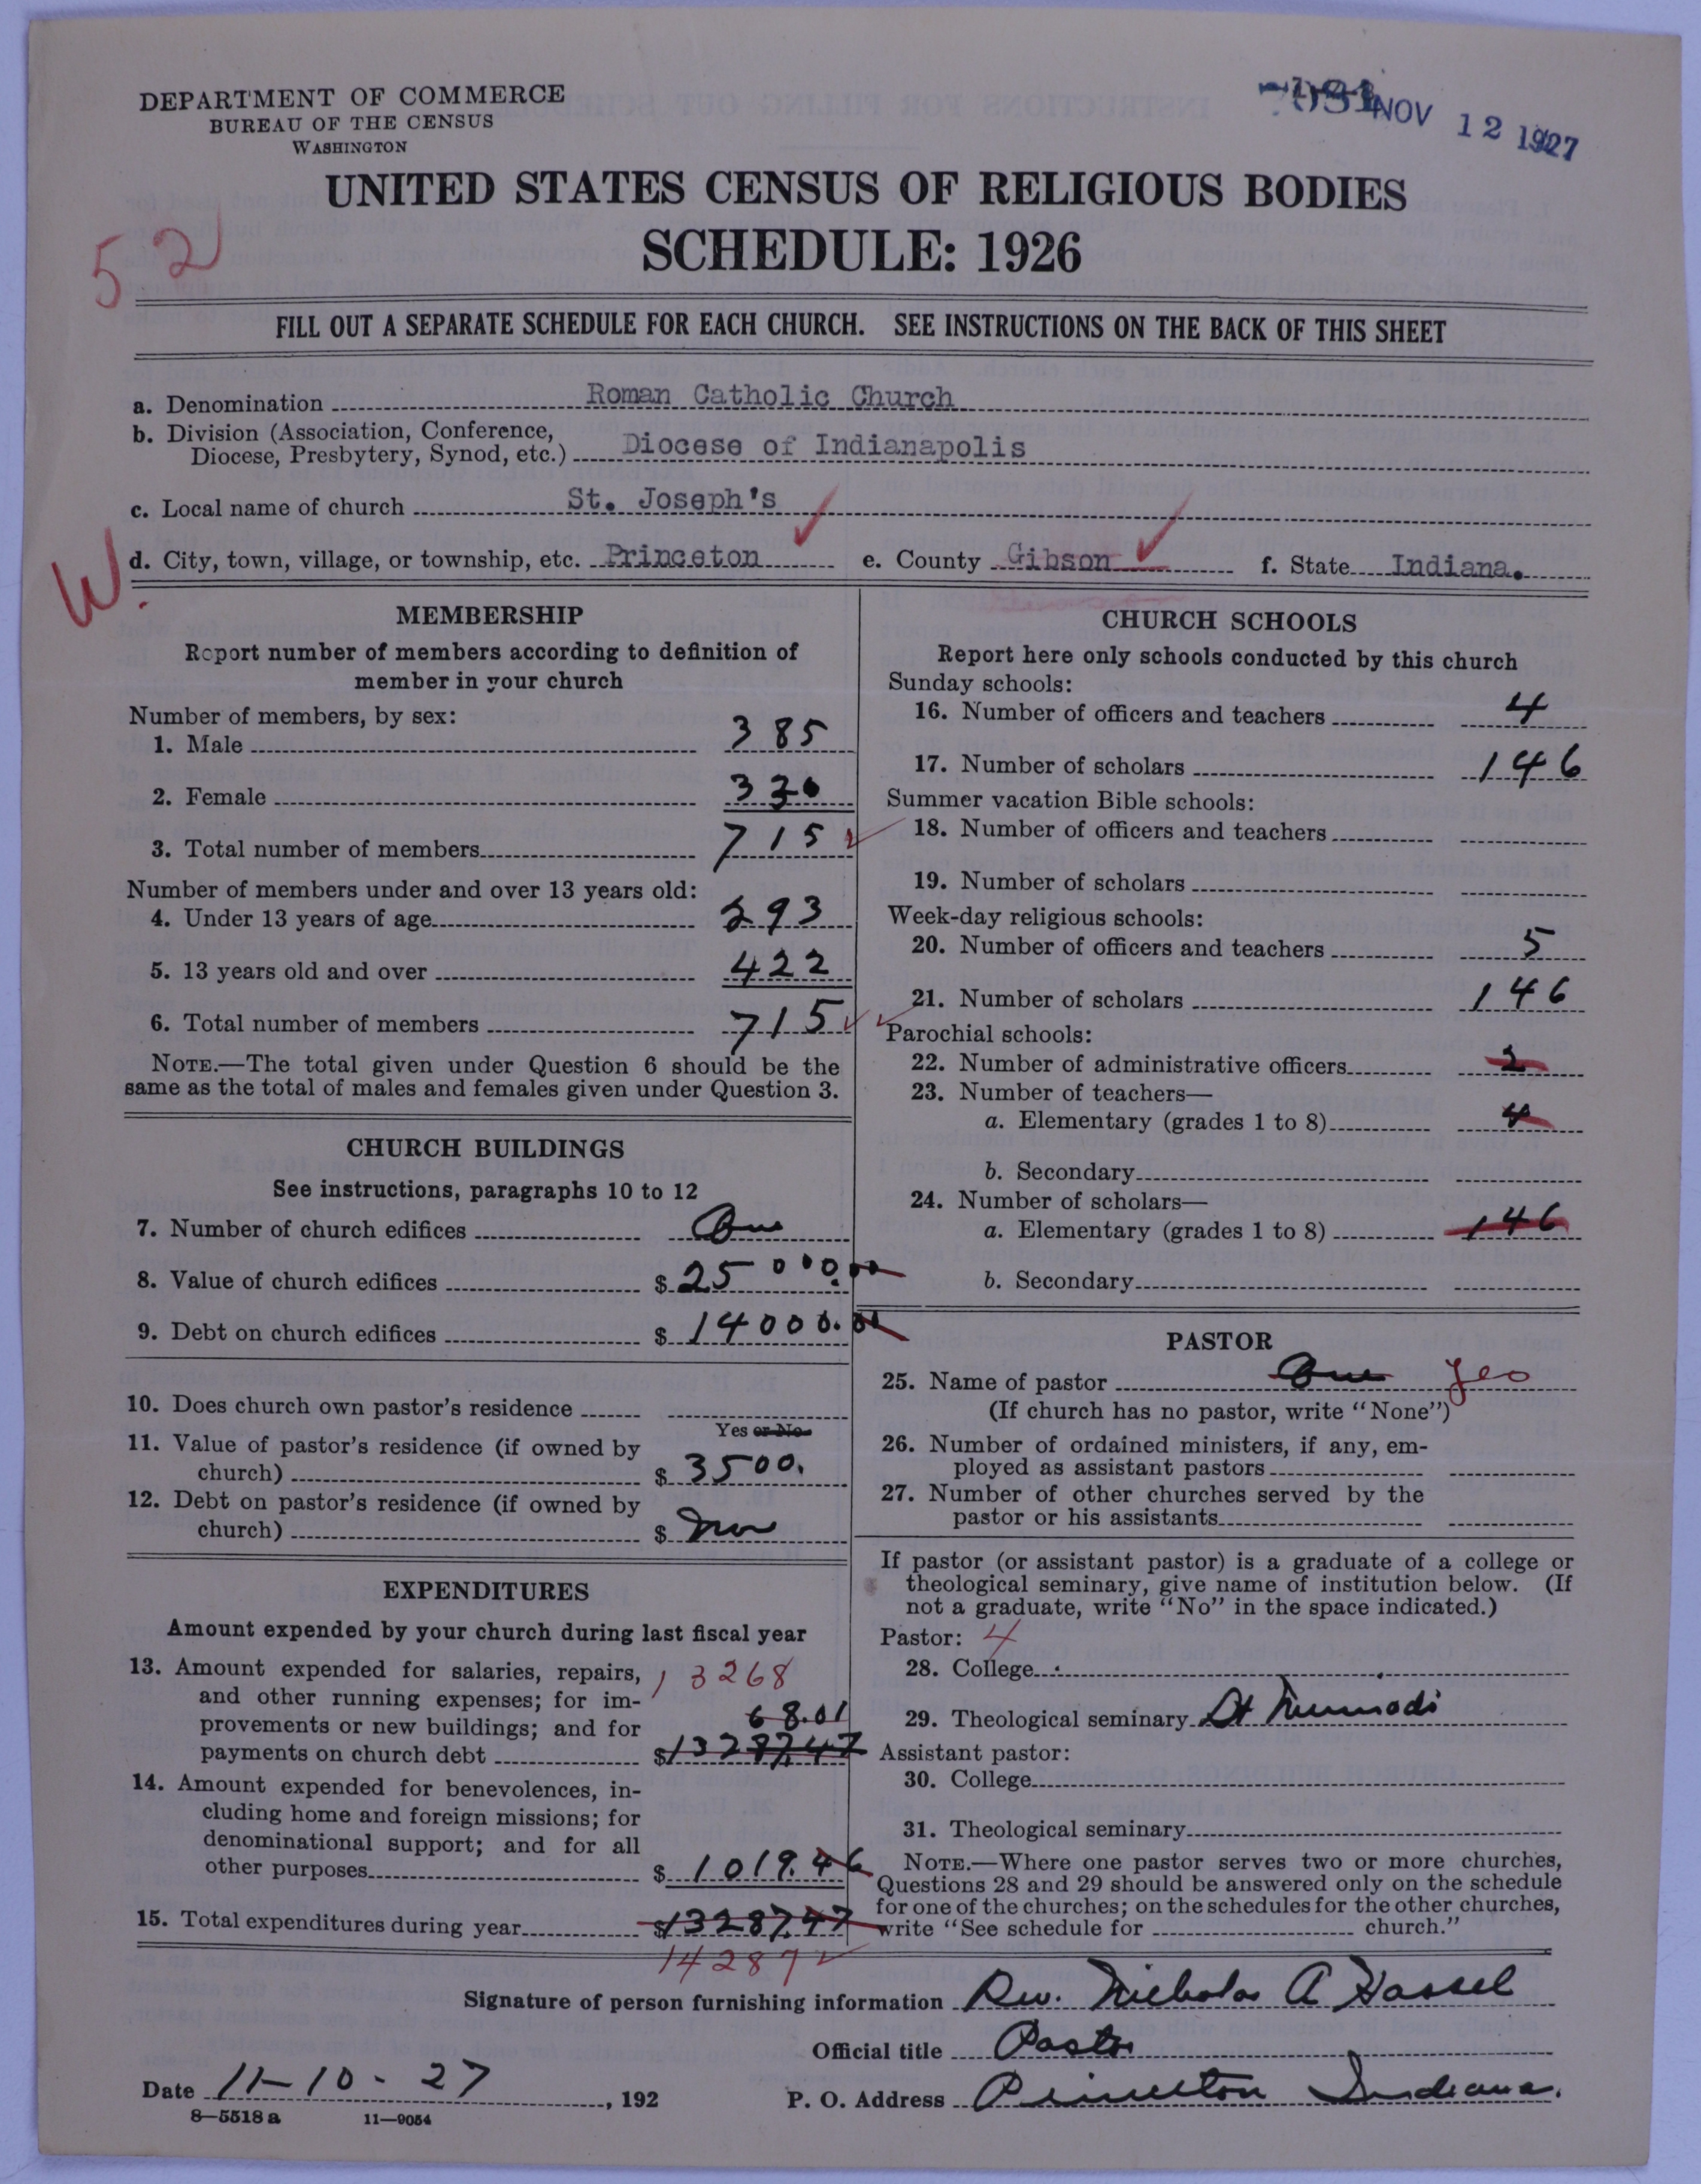 DEPARTMENT OF COMMERCE
BUREAU OF THE CENSUS
WASHINGTON
NOV 12 1927
UNITED STATES CENSUS OF RELIGIOUS BODIES
SCHEDULE: 1926
52
FILL OUT A SEPARATE SCHEDULE FOR EACH CHURCH. SEE INSTRUCTIONS ON THE BACK OF THIS SHEET
a. Denomination Roman Catholic Church
b. Division (Association, Conference,
Diocese, Presbytery, Synod, etc.) Diocese of Indianapolis
c. Local name of church St. Joseph's
W. d. City, town, village, or township, etc. Princeton e. County Gibson f. State Indiana.
MEMBERSHIP
Report number of members according to definition of
member in your church
Number of members, by sex:
1. Male 385
2. Female 330
3. Total number of members 715
Number of members under and over 13 years old:
4. Under 13 years of age 293
5. 13 years old and over 422
6. Total number of members 715
NOTE.—The total given under Question 6 should be the
same as the total of males and females given under Question 3.
CHURCH BUILDINGS
See instructions, paragraphs 10 to 12
7. Number of church edifices One
8. Value of church edifices $ 25000.00
9. Debt on church edifices $ 14000.00
10. Does church own pastor's residence
Yes or No
11. Value of pastor's residence (if owned by
church) $ 3500.
12. Debt on pastor's residence (if owned by
church) $
EXPENDITURES
Amount expended by your church during last fiscal year
13. Amount expended for salaries, repairs, 13268
and other running expenses; for im-
provements or new buildings; and for 68.01
payments on church debt $13287.47
14. Amount expended for benevolences, in-
cluding home and foreign missions; for
denominational support; and for all
other purposes $ 1019.46
15. Total expenditures during year $13287.47
14287
CHURCH SCHOOLS
Report here only schools conducted by this church
Sunday schools:
16. Number of officers and teachers 4
17. Number of scholars 146
Summer vacation Bible schools:
18. Number of officers and teachers
19. Number of scholars
Week-day religious schools:
20. Number of officers and teachers 5
21. Number of scholars 146
Parochial schools:
22. Number of administrative officers 2
23. Number of teachers—
a. Elementary (grades 1 to 8) 4
b. Secondary
24. Number of scholars—
a. Elementary (grades 1 to 8) 146
b. Secondary
PASTOR
25. Name of pastor One Yes
(If church has no pastor, write "None")
26. Number of ordained ministers, if any, em-
ployed as assistant pastors
27. Number of other churches served by the
pastor or his assistants
If pastor (or assistant pastor) is a graduate of a college or
theological seminary, give name of institution below. (If
not a graduate, write "No" in the space indicated.)
Pastor: 4
28. College
29. Theological seminary St
Assistant pastor:
30. College
31. Theological seminary
NOTE.—Where one pastor serves two or more churches,
Questions 28 and 29 should be answered only on the schedule
for one of the churches; on the schedules for the other churches,
write "See schedule for church."
Signature of person furnishing information Rev. Nicholas A Hassel
Official title Pastor
Date 11-10-27, 192 P. O. Address Princeton Indiana.
8—5518 a 11—9054